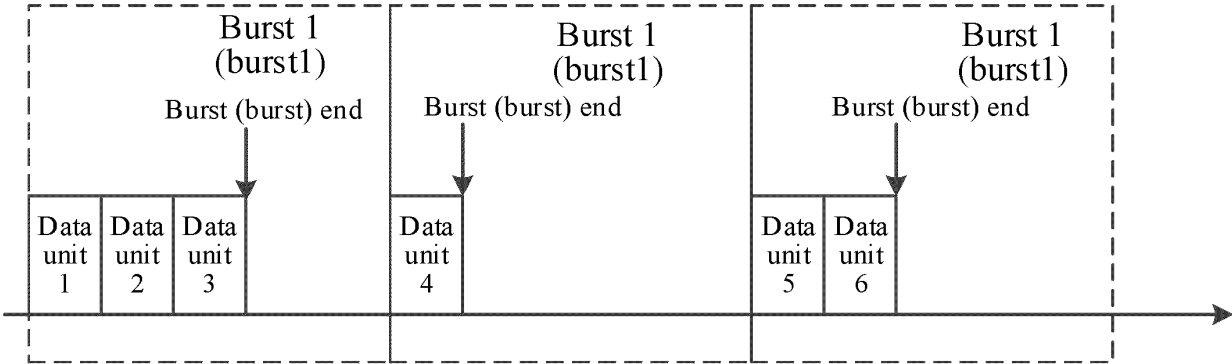 Burst 1
(burst1)
Burst (burst) end
Data
unit
1
Data
unit
2
Data
unit
3
Burst 1
(burst1)
Burst (burst) end
Data
unit
4
Burst 1
(burst1)
Burst (burst) end
Data
unit
5
Data
unit
6